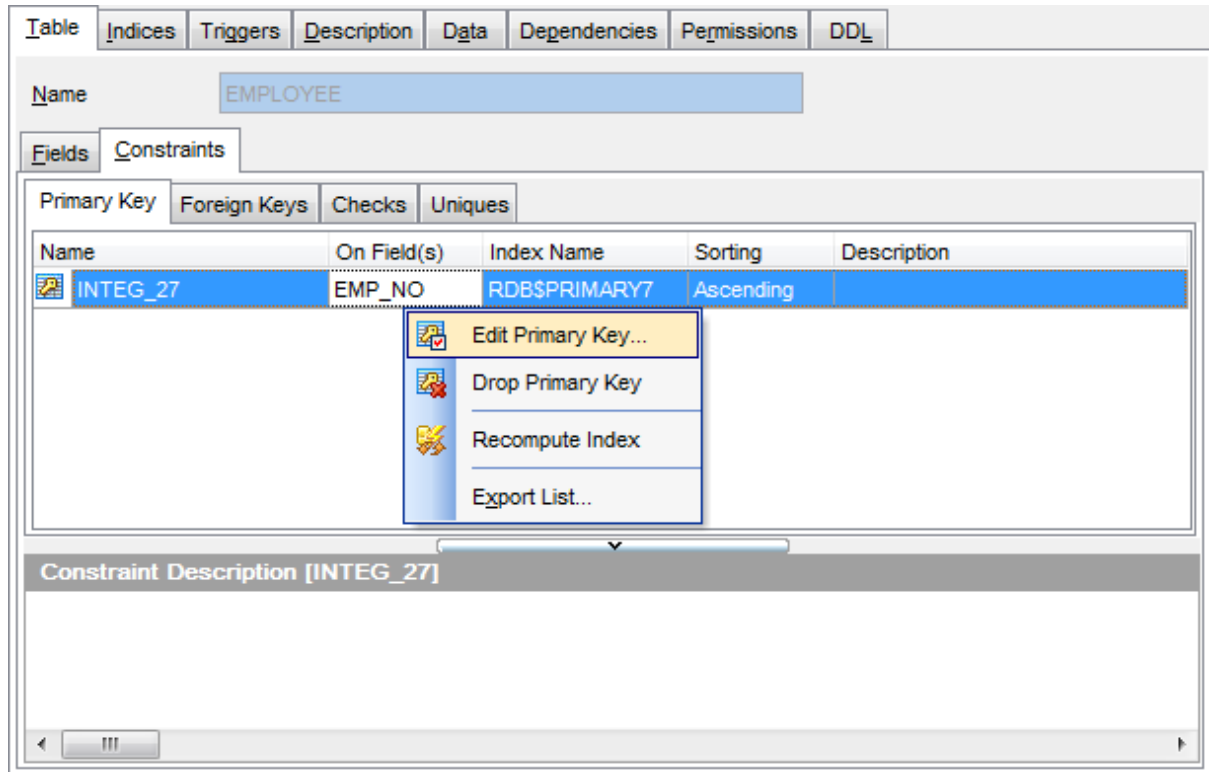 Table Indices Triggers Description Data Dependencies Permissions DDL
Name EMPLOYEE
Fields Constraints
Primary Key Foreign Keys Checks Uniques
Name On Field(s) Index Name Sorting Description
INTEG_27 EMP_NO RDB$PRIMARY7 Ascending
Edit Primary Key...
Drop Primary Key
Recompute Index
Export List...
Constraint Description [INTEG_27]